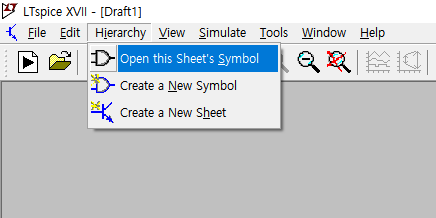 LTspice XVII - [Draft1]
File Edit Hierarchy View Simulate Tools Window Help
Open this Sheet's Symbol
Create a New Symbol
Create a New Sheet